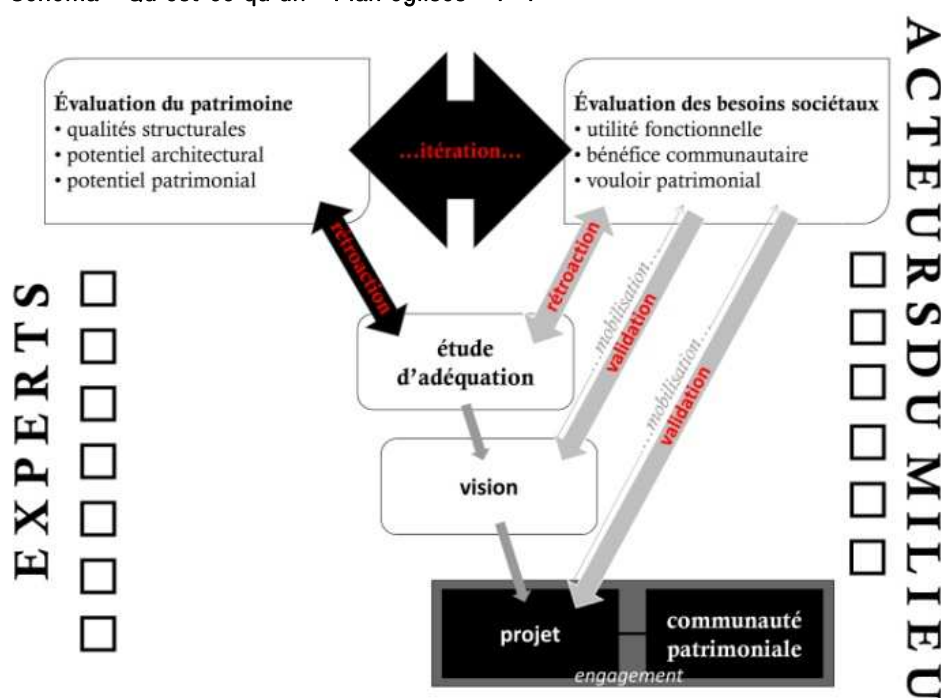 Schéma « Qu'est-ce qu'un « Plan églises » ? »
Évaluation du patrimoine
• qualités structurales
• potentiel architectural
• potentiel patrimonial
...itération...
Évaluation des besoins sociétaux
• utilité fonctionnelle
• bénéfice communautaire
• vouloir patrimonial
rétroaction
rétroaction
...mobilisation...
validation
...mobilisation...
validation
étude
d'adéquation
vision
projet
communauté
patrimoniale
engagement
EXPERTS
ACTEURS DU MILIEU